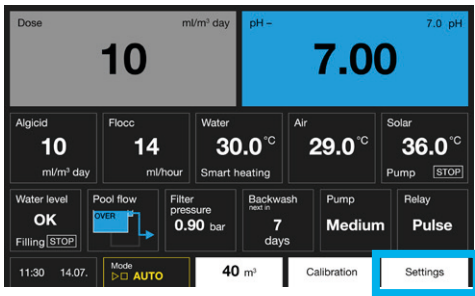 Dose ml/m³ day
10
pH – 7.0 pH
7.00
Algicid
10
ml/m³ day
Flocc
14
ml/hour
Water
30.0 °C
Smart heating
Air
29.0 °C
Solar
36.0 °C
Pump STOP
Water level
OK
Filling STOP
Pool flow
OVER
Filter
pressure
0.90 bar
Backwash
next in
7
days
Pump
Medium
Relay
Pulse
11:30 14.07.
Mode
AUTO
40 m³
Calibration
Settings